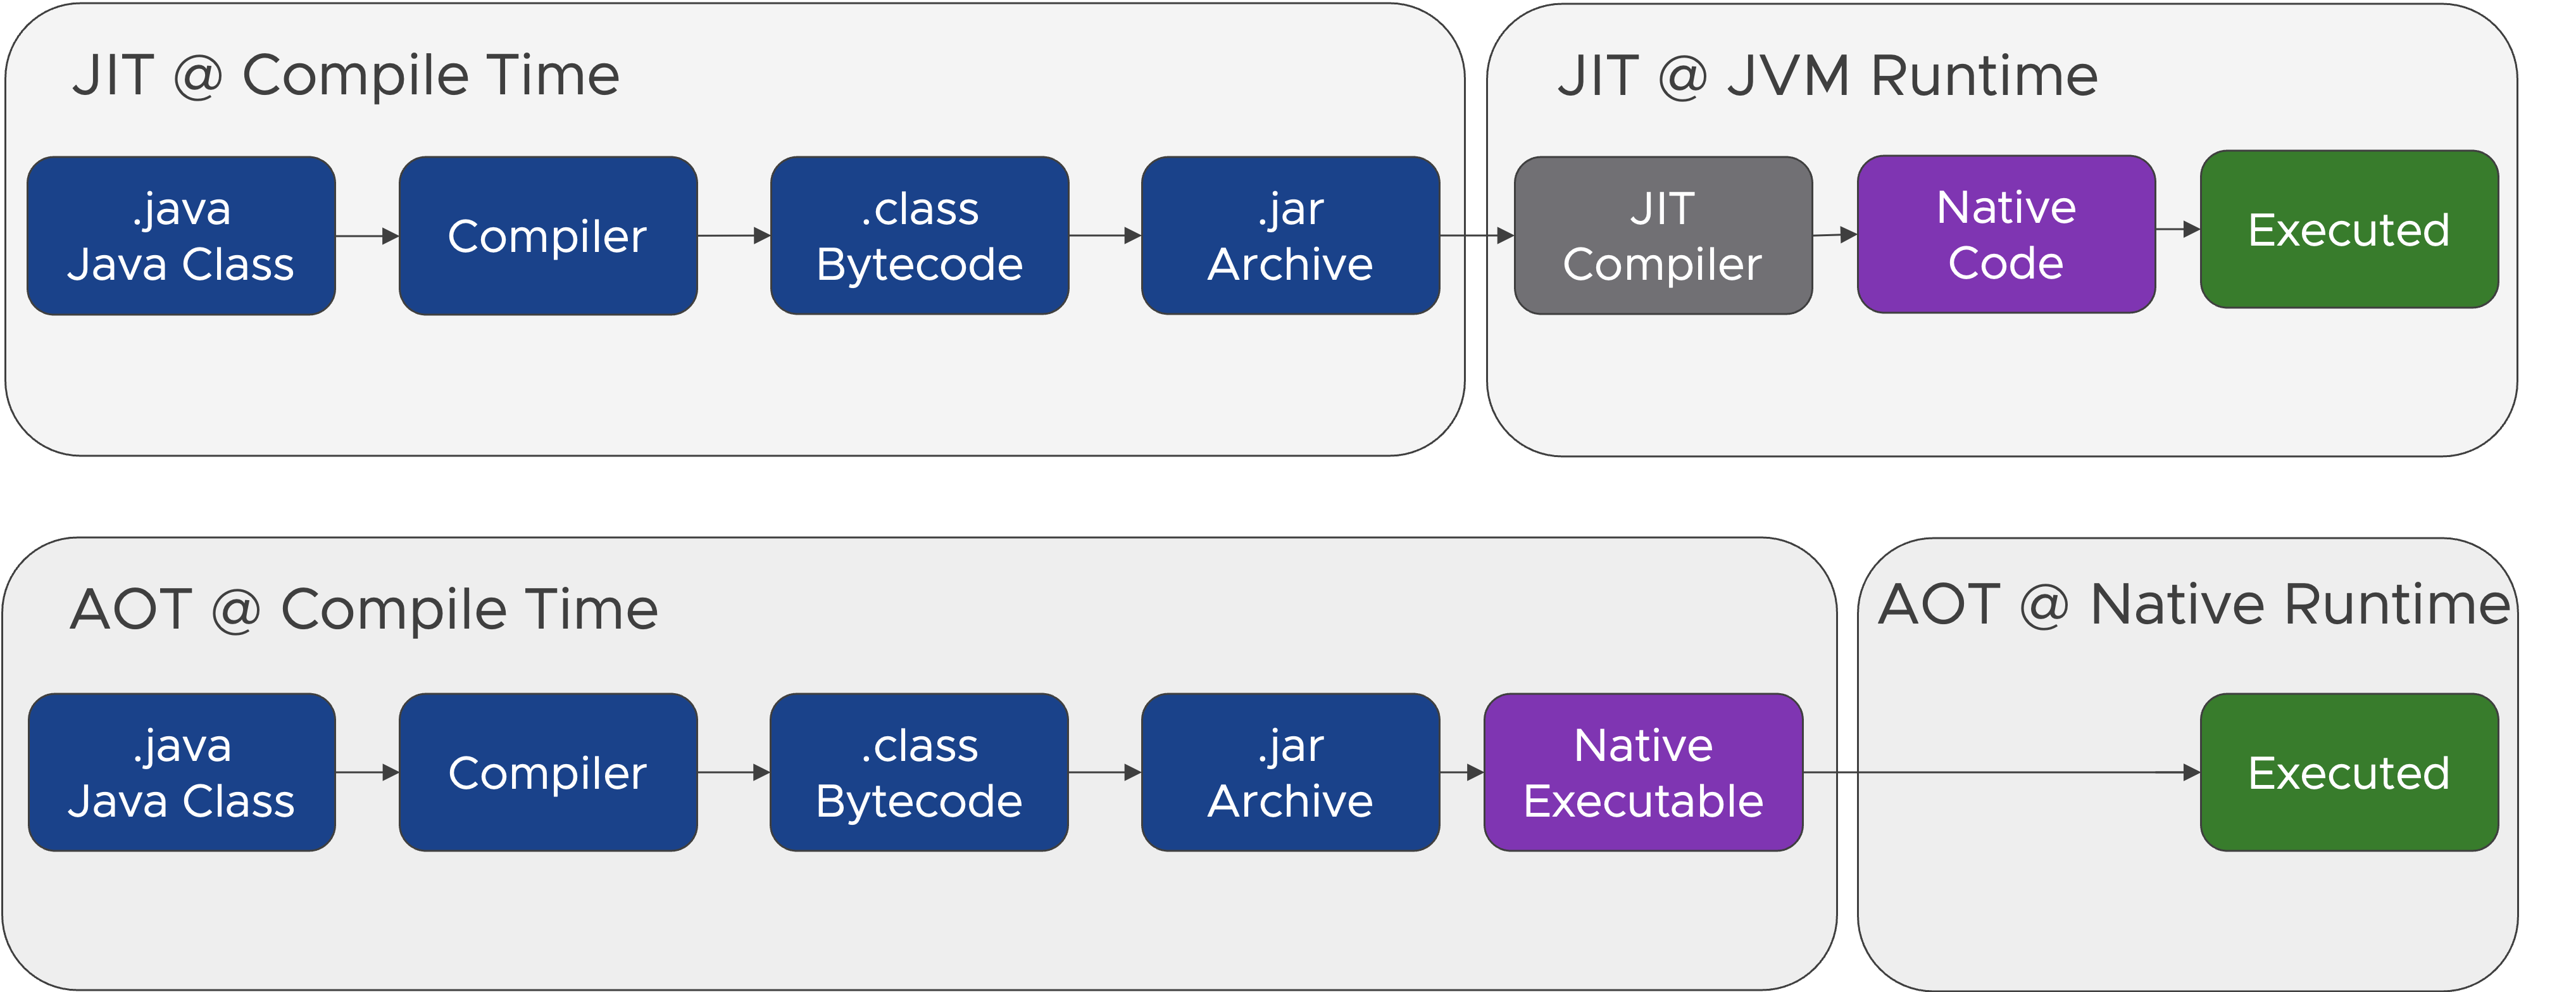 JIT @ Compile Time
.java
Java Class
Compiler
.class
Bytecode
.jar
Archive
JIT @ JVM Runtime
JIT
Compiler
Native
Code
Executed
AOT @ Compile Time
.java
Java Class
Compiler
.class
Bytecode
.jar
Archive
Native
Executable
AOT @ Native Runtime
Executed